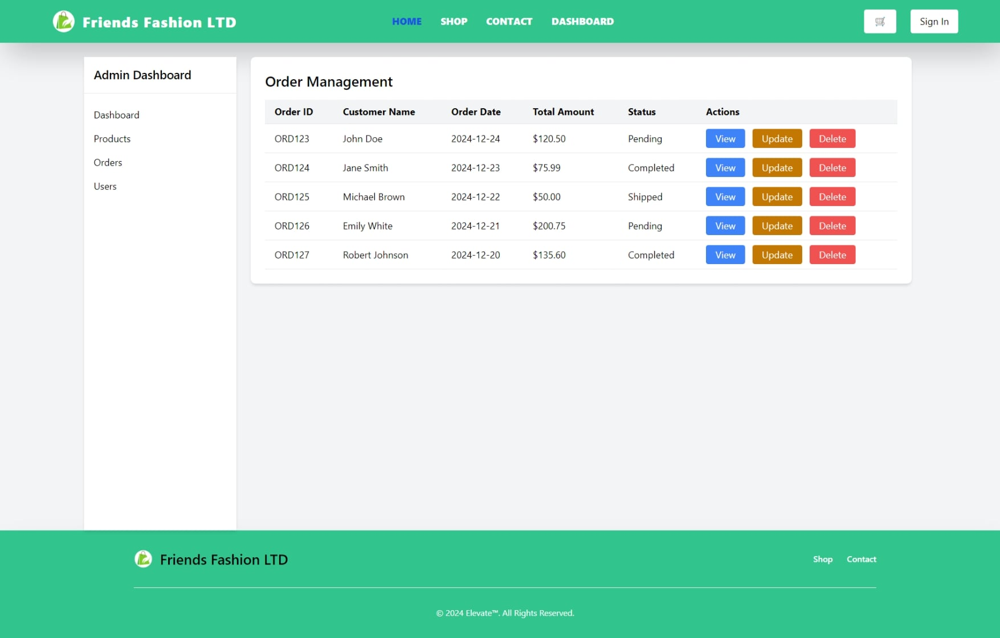 Friends Fashion LTD HOME SHOP CONTACT DASHBOARD Sign In
Admin Dashboard
Dashboard
Products
Orders
Users
Order Management
Order ID Customer Name Order Date Total Amount Status Actions
ORD123 John Doe 2024-12-24 $120.50 Pending View Update Delete
ORD124 Jane Smith 2024-12-23 $75.99 Completed View Update Delete
ORD125 Michael Brown 2024-12-22 $50.00 Shipped View Update Delete
ORD126 Emily White 2024-12-21 $200.75 Pending View Update Delete
ORD127 Robert Johnson 2024-12-20 $135.60 Completed View Update Delete
Friends Fashion LTD Shop Contact
© 2024 Elevate™. All Rights Reserved.